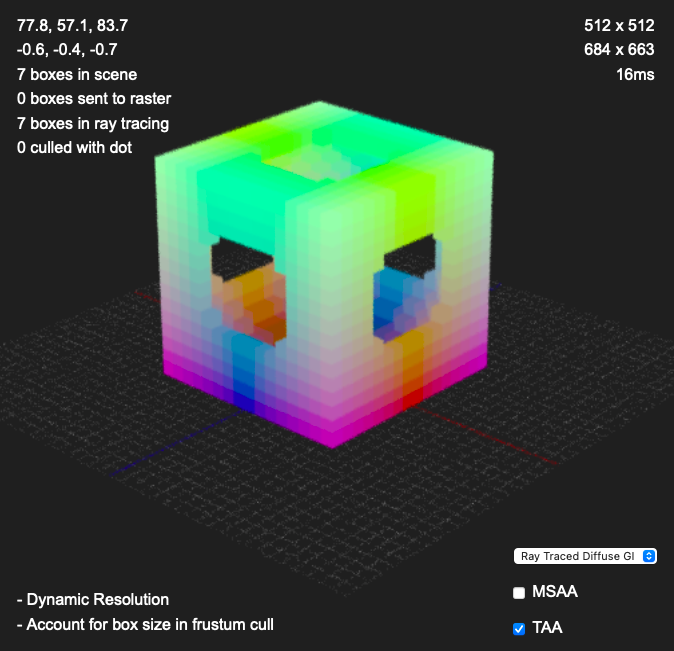 77.8, 57.1, 83.7
-0.6, -0.4, -0.7
7 boxes in scene
0 boxes sent to raster
7 boxes in ray tracing
0 culled with dot
512 x 512
684 x 663
16ms
Ray Traced Diffuse GI
MSAA
TAA
- Dynamic Resolution
- Account for box size in frustum cull